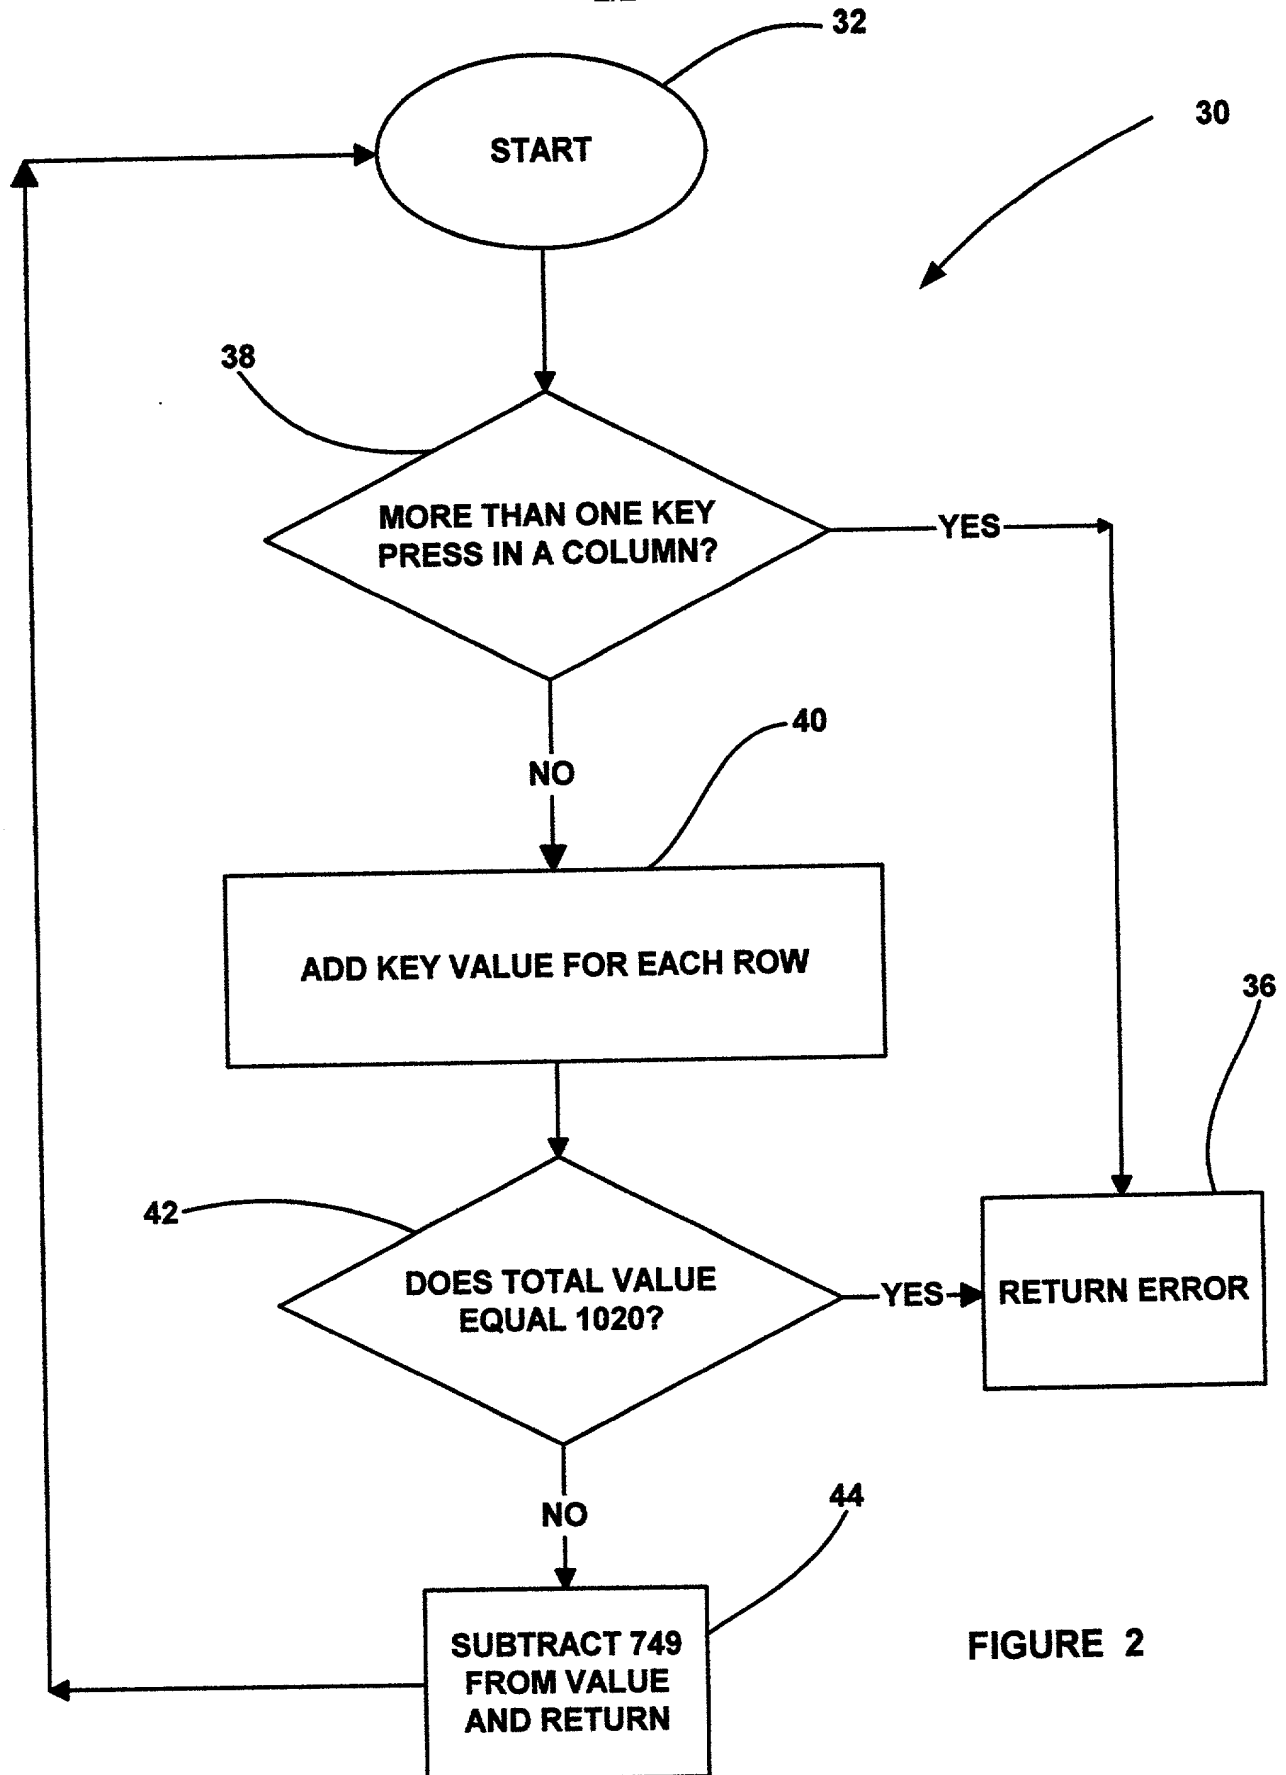 32
START
30
38
MORE THAN ONE KEY
PRESS IN A COLUMN?
YES
40
NO
ADD KEY VALUE FOR EACH ROW
36
42
DOES TOTAL VALUE
EQUAL 1020?
YES
RETURN ERROR
NO
44
SUBTRACT 749
FROM VALUE
AND RETURN
FIGURE 2